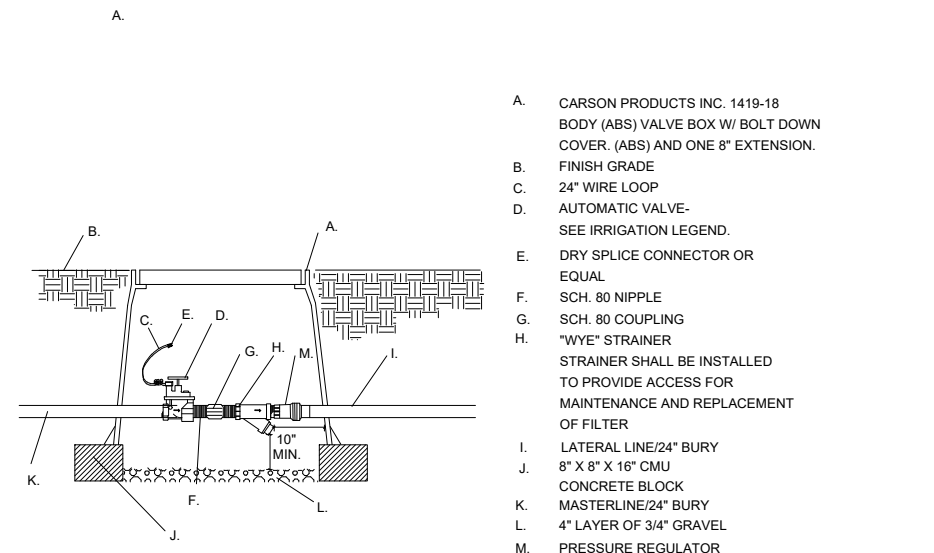 A.
A. CARSON PRODUCTS INC. 1419-18
BODY (ABS) VALVE BOX W/ BOLT DOWN
COVER. (ABS) AND ONE 8" EXTENSION.
B. FINISH GRADE
C. 24" WIRE LOOP
D. AUTOMATIC VALVE-
SEE IRRIGATION LEGEND.
E. DRY SPLICE CONNECTOR OR
EQUAL
F. SCH. 80 NIPPLE
G. SCH. 80 COUPLING
H. "WYE" STRAINER
STRAINER SHALL BE INSTALLED
TO PROVIDE ACCESS FOR
MAINTENANCE AND REPLACEMENT
OF FILTER
I. LATERAL LINE/24" BURY
J. 8" X 8" X 16" CMU
CONCRETE BLOCK
K. MASTERLINE/24" BURY
L. 4" LAYER OF 3/4" GRAVEL
M. PRESSURE REGULATOR
B.
A.
C.
E.
D.
G.
H.
M.
I.
10"
MIN.
K.
F.
L.
J.